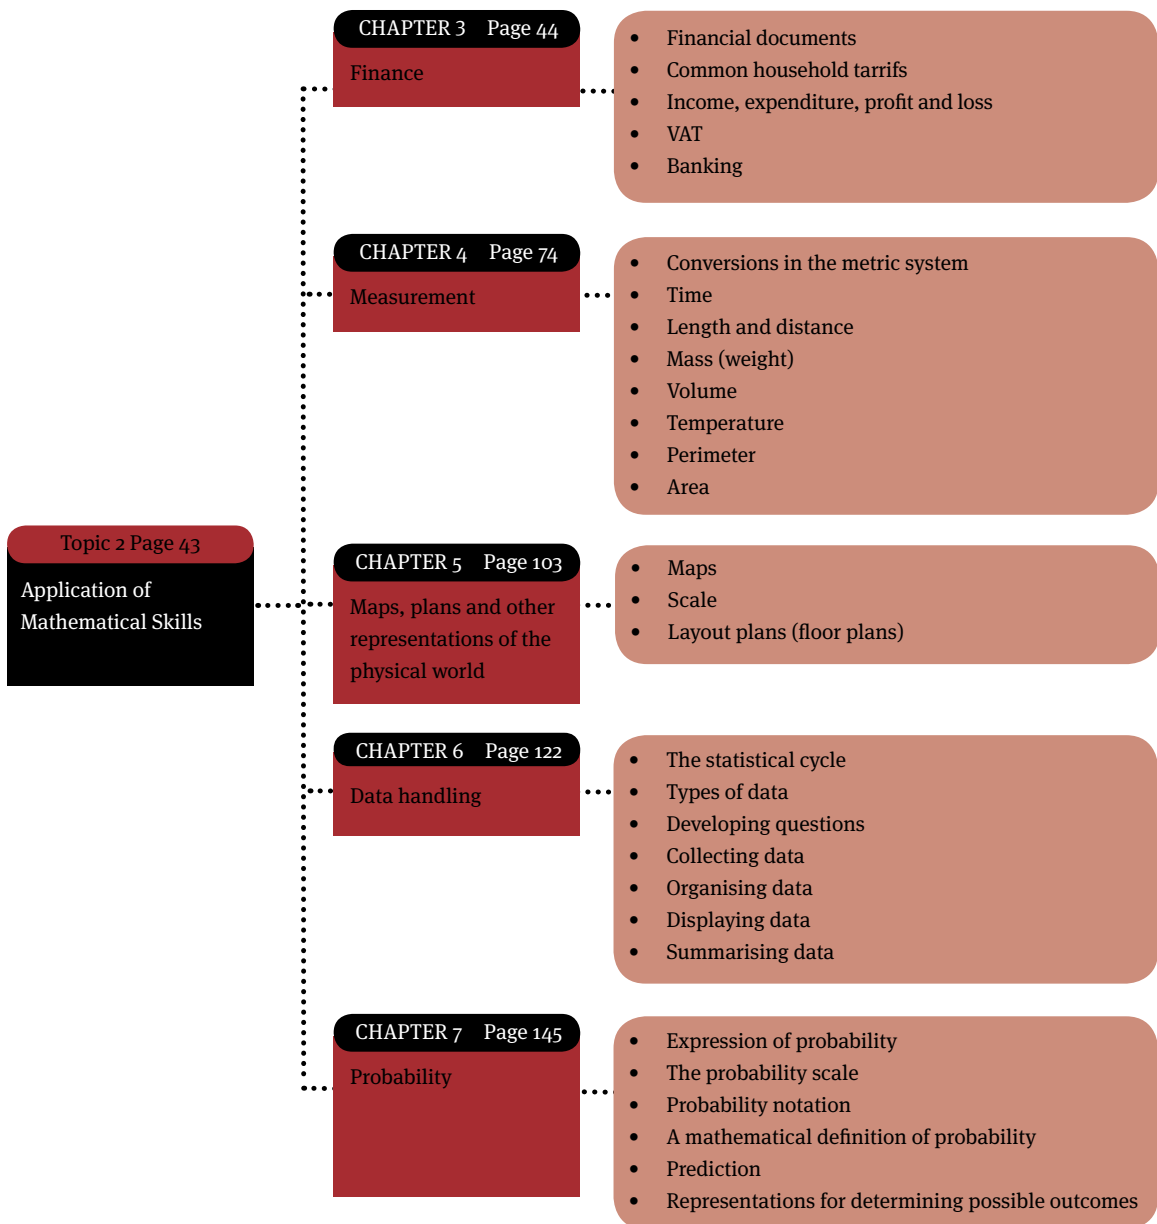 CHAPTER 3 Page 44
Finance
• Financial documents
• Common household tarrifs
• Income, expenditure, profit and loss
• VAT
• Banking
CHAPTER 4 Page 74
Measurement
• Conversions in the metric system
• Time
• Length and distance
• Mass (weight)
• Volume
• Temperature
• Perimeter
• Area
Topic 2 Page 43
Application of
Mathematical Skills
CHAPTER 5 Page 103
Maps, plans and other
representations of the
physical world
• Maps
• Scale
• Layout plans (floor plans)
CHAPTER 6 Page 122
Data handling
• The statistical cycle
• Types of data
• Developing questions
• Collecting data
• Organising data
• Displaying data
• Summarising data
CHAPTER 7 Page 145
Probability
• Expression of probability
• The probability scale
• Probability notation
• A mathematical definition of probability
• Prediction
• Representations for determining possible outcomes